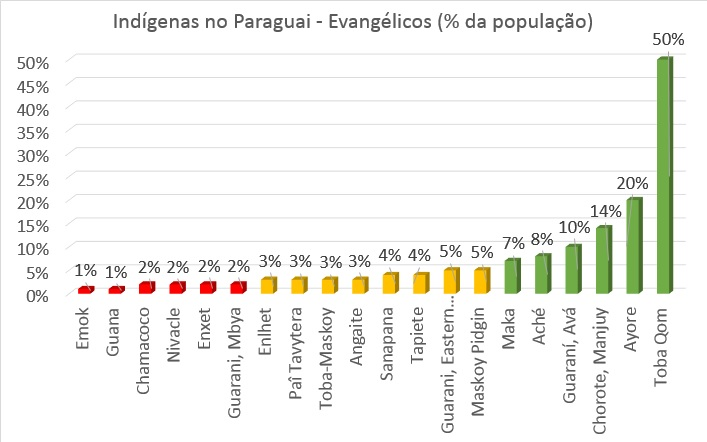 Indígenas no Paraguai - Evangélicos (% da população)
50%
45%
40%
35%
30%
25%
20%
15%
10%
5%
0%
1%
1%
2%
2%
2%
2%
3%
3%
3%
3%
4%
4%
5%
5%
7%
8%
10%
14%
20%
50%
Emok
Guana
Chamacoco
Nivacle
Enxet
Guarani, Mbya
Enlhet
Paî Tavytera
Toba-Maskoy
Angaite
Sanapana
Tapiete
Guarani, Eastern...
Maskoy Pidgin
Maka
Aché
Guaraní, Avá
Chorote, Manjuy
Ayore
Toba Qom